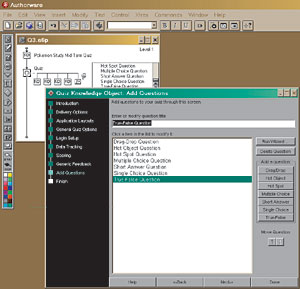 Authorware
File Edit View Insert Modify Text Control Xtras Commands Window Help
Q3.a6p
Level 1
Pokemon Study Mid Term Quiz
Quiz
Hot Spot Question
Multiple Choice Question
Short Answer Question
Single Choice Question
True-False Question
Quiz Knowledge Object: Add Questions
Add questions to your quiz through this screen.
Introduction
Delivery Options
Application Layouts
General Quiz Options
Login Setup
Data Tracking
Scoring
Generic Feedback
Add Questions
Finish
Enter or modify question title:
True-False Question
Click a item in the list to modify it
Drag-Drop Question
Hot Object Question
Hot Spot Question
Multiple Choice Question
Short Answer Question
Single Choice Question
True-False Question
Run Wizard
Delete Question
Add a question
Drag/Drop
Hot Object
Hot Spot
Multiple Choice
Short Answer
Single Choice
True/False
Move Question
Help
<<Back
Next>>
Done